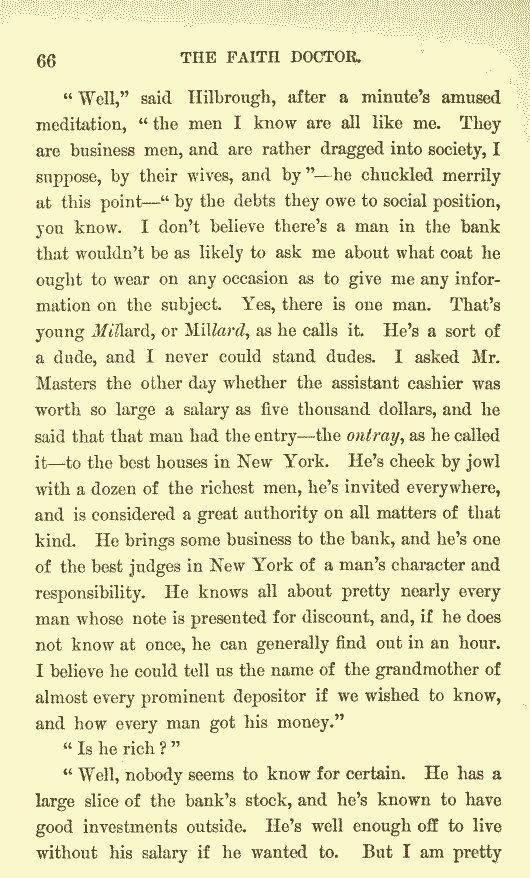 66 THE FAITH DOCTOR.
“ Well,” said Hilbrough, after a minute’s amused
meditation, “ the men I know are all like me. They
are business men, and are rather dragged into society, I
suppose, by their wives, and by ”—he chuckled merrily
at this point—“ by the debts they owe to social position,
you know. I don’t believe there’s a man in the bank
that wouldn’t be as likely to ask me about what coat he
ought to wear on any occasion as to give me any infor-
mation on the subject. Yes, there is one man. That’s
young Millard, or Millard, as he calls it. He’s a sort of
a dude, and I never could stand dudes. I asked Mr.
Masters the other day whether the assistant cashier was
worth so large a salary as five thousand dollars, and he
said that that man had the entry—the ontray, as he called
it—to the best houses in New York. He’s cheek by jowl
with a dozen of the richest men, he’s invited everywhere,
and is considered a great authority on all matters of that
kind. He brings some business to the bank, and he’s one
of the best judges in New York of a man’s character and
responsibility. He knows all about pretty nearly every
man whose note is presented for discount, and, if he does
not know at once, he can generally find out in an hour.
I believe he could tell us the name of the grandmother of
almost every prominent depositor if we wished to know,
and how every man got his money.”
“ Is he rich ? ”
“ Well, nobody seems to know for certain. He has a
large slice of the bank’s stock, and he’s known to have
good investments outside. He’s well enough off to live
without his salary if he wanted to. But I am pretty